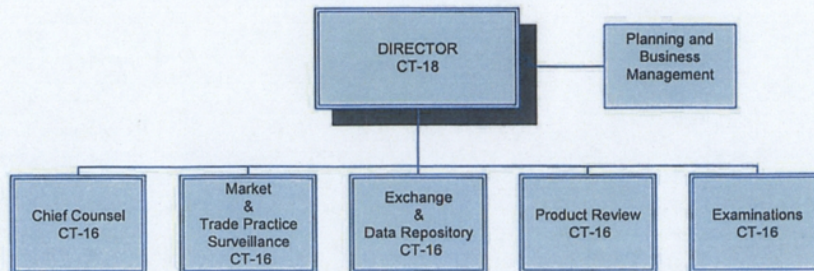 DIRECTOR
CT-18
Planning and
Business
Management
Chief Counsel
CT-16
Market
&
Trade Practice
Surveillance
CT-16
Exchange
&
Data Repository
CT-16
Product Review
CT-16
Examinations
CT-16